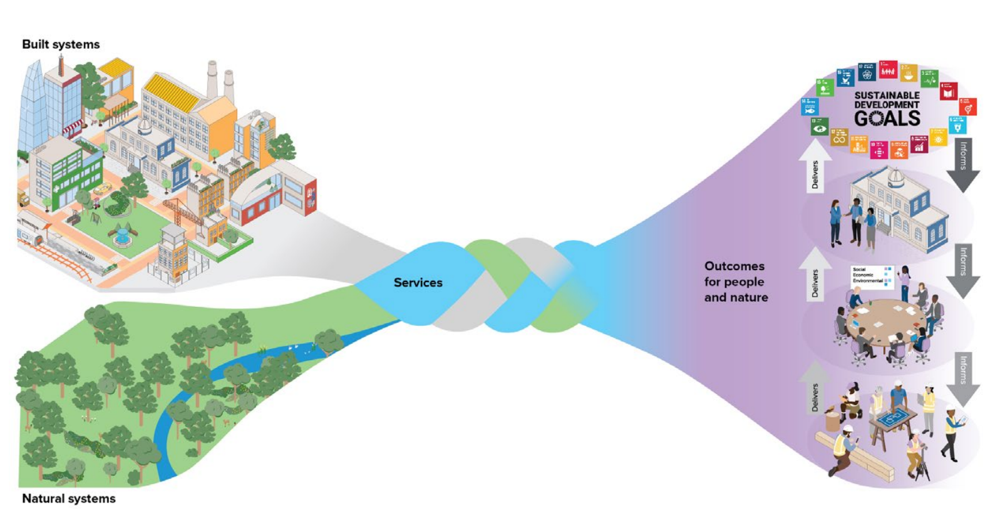 Built systems
SUSTAINABLE
DEVELOPMENT
GOALS
Delivers
Informs
Services
Outcomes
for people
and nature
Delivers
Informs
Social
Economic
Environmental
Delivers
Informs
Natural systems